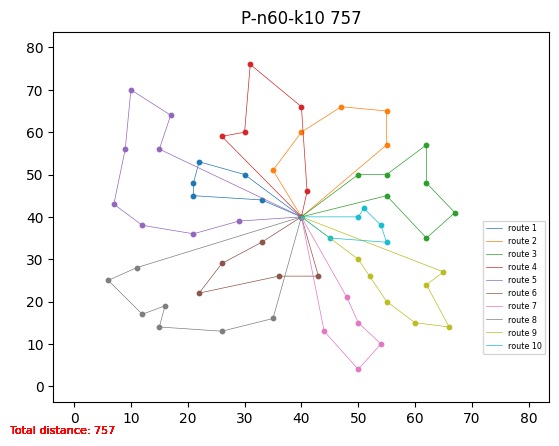 P-n60-k10 757
80
70
60
50
40
30
20
10
0
0 10 20 30 40 50 60 70 80
route 1
route 2
route 3
route 4
route 5
route 6
route 7
route 8
route 9
route 10
Total distance: 757